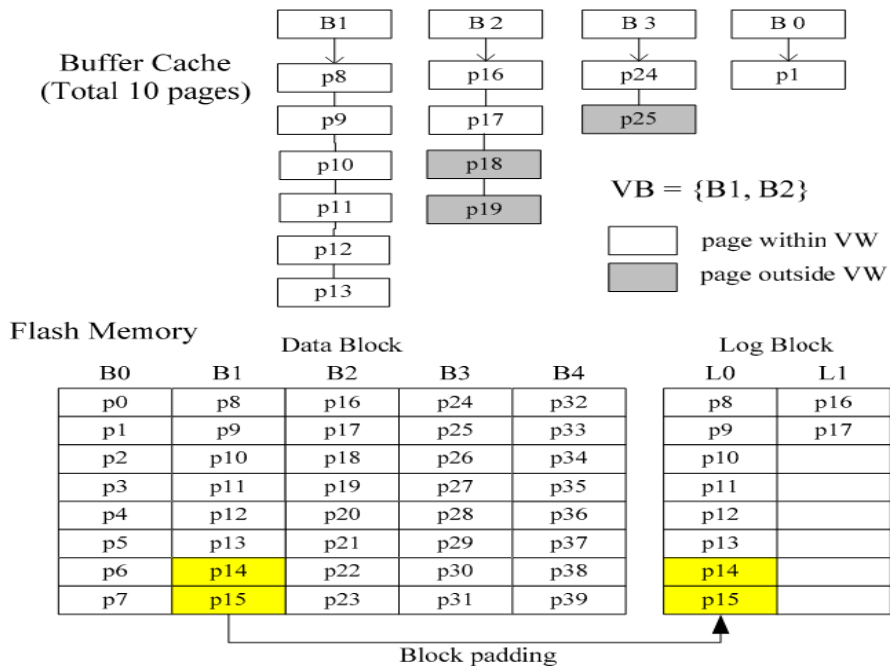 B1 B 2 B 3 B 0
Buffer Cache
(Total 10 pages)
p8 p16 p24 p1
p9 p17 p25
p10 p18
p11 p19
p12
p13
VB = {B1, B2}
page within VW
page outside VW
Flash Memory
Data Block Log Block
B0 B1 B2 B3 B4 L0 L1
p0 p8 p16 p24 p32 p8 p16
p1 p9 p17 p25 p33 p9 p17
p2 p10 p18 p26 p34 p10
p3 p11 p19 p27 p35 p11
p4 p12 p20 p28 p36 p12
p5 p13 p21 p29 p37 p13
p6 p14 p22 p30 p38 p14
p7 p15 p23 p31 p39 p15
Block padding